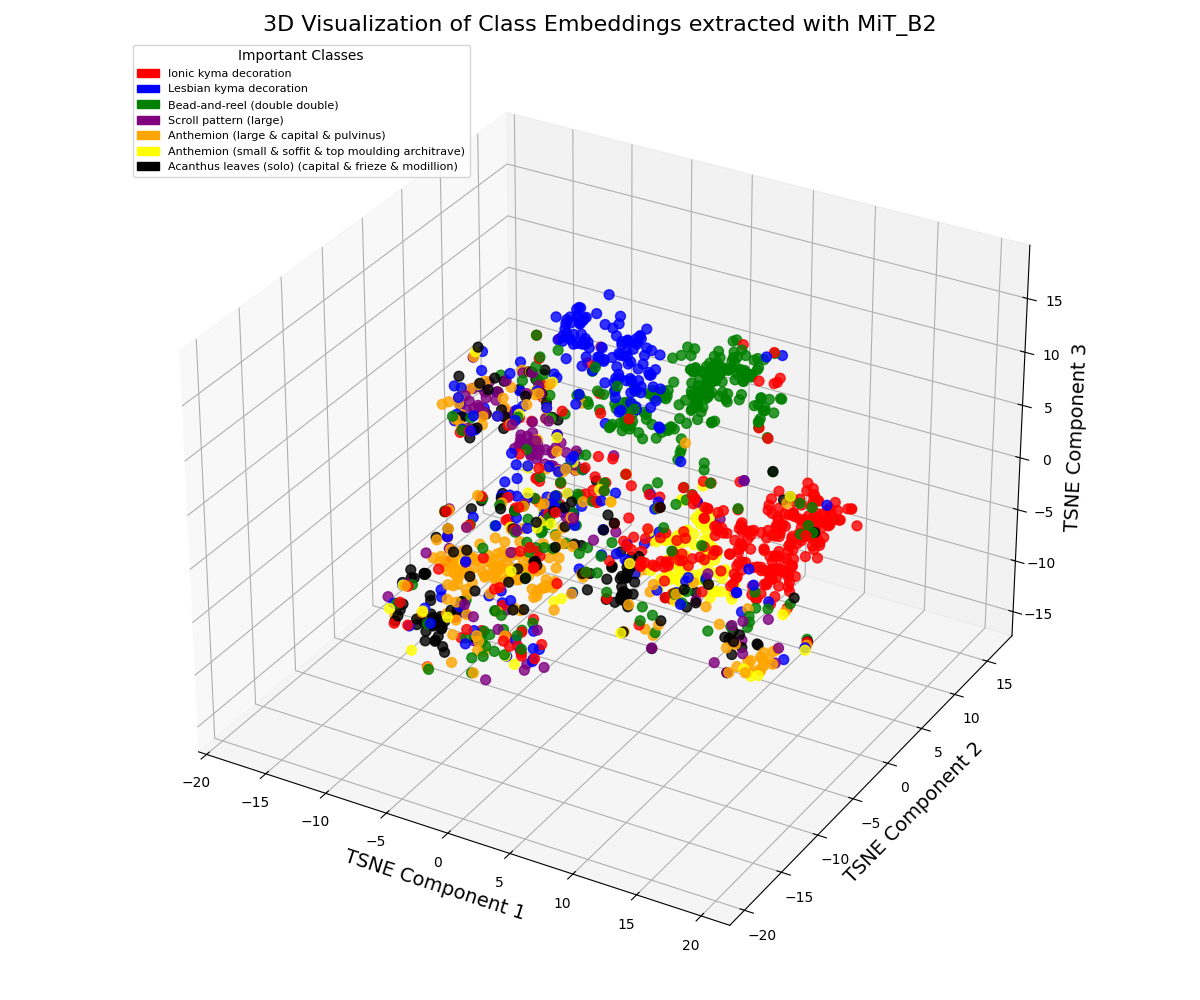 3D Visualization of Class Embeddings extracted with MiT_B2
Important Classes
Ionic kyma decoration
Lesbian kyma decoration
Bead-and-reel (double double)
Scroll pattern (large)
Anthemion (large & capital & pulvinus)
Anthemion (small & soffit & top moulding architrave)
Acanthus leaves (solo) (capital & frieze & modillion)
15
10
5
0
−5
−10
−15
TSNE Component 3
15
10
5
0
−5
−10
−15
−20
TSNE Component 2
−20
−15
−10
−5
0
5
10
15
20
TSNE Component 1